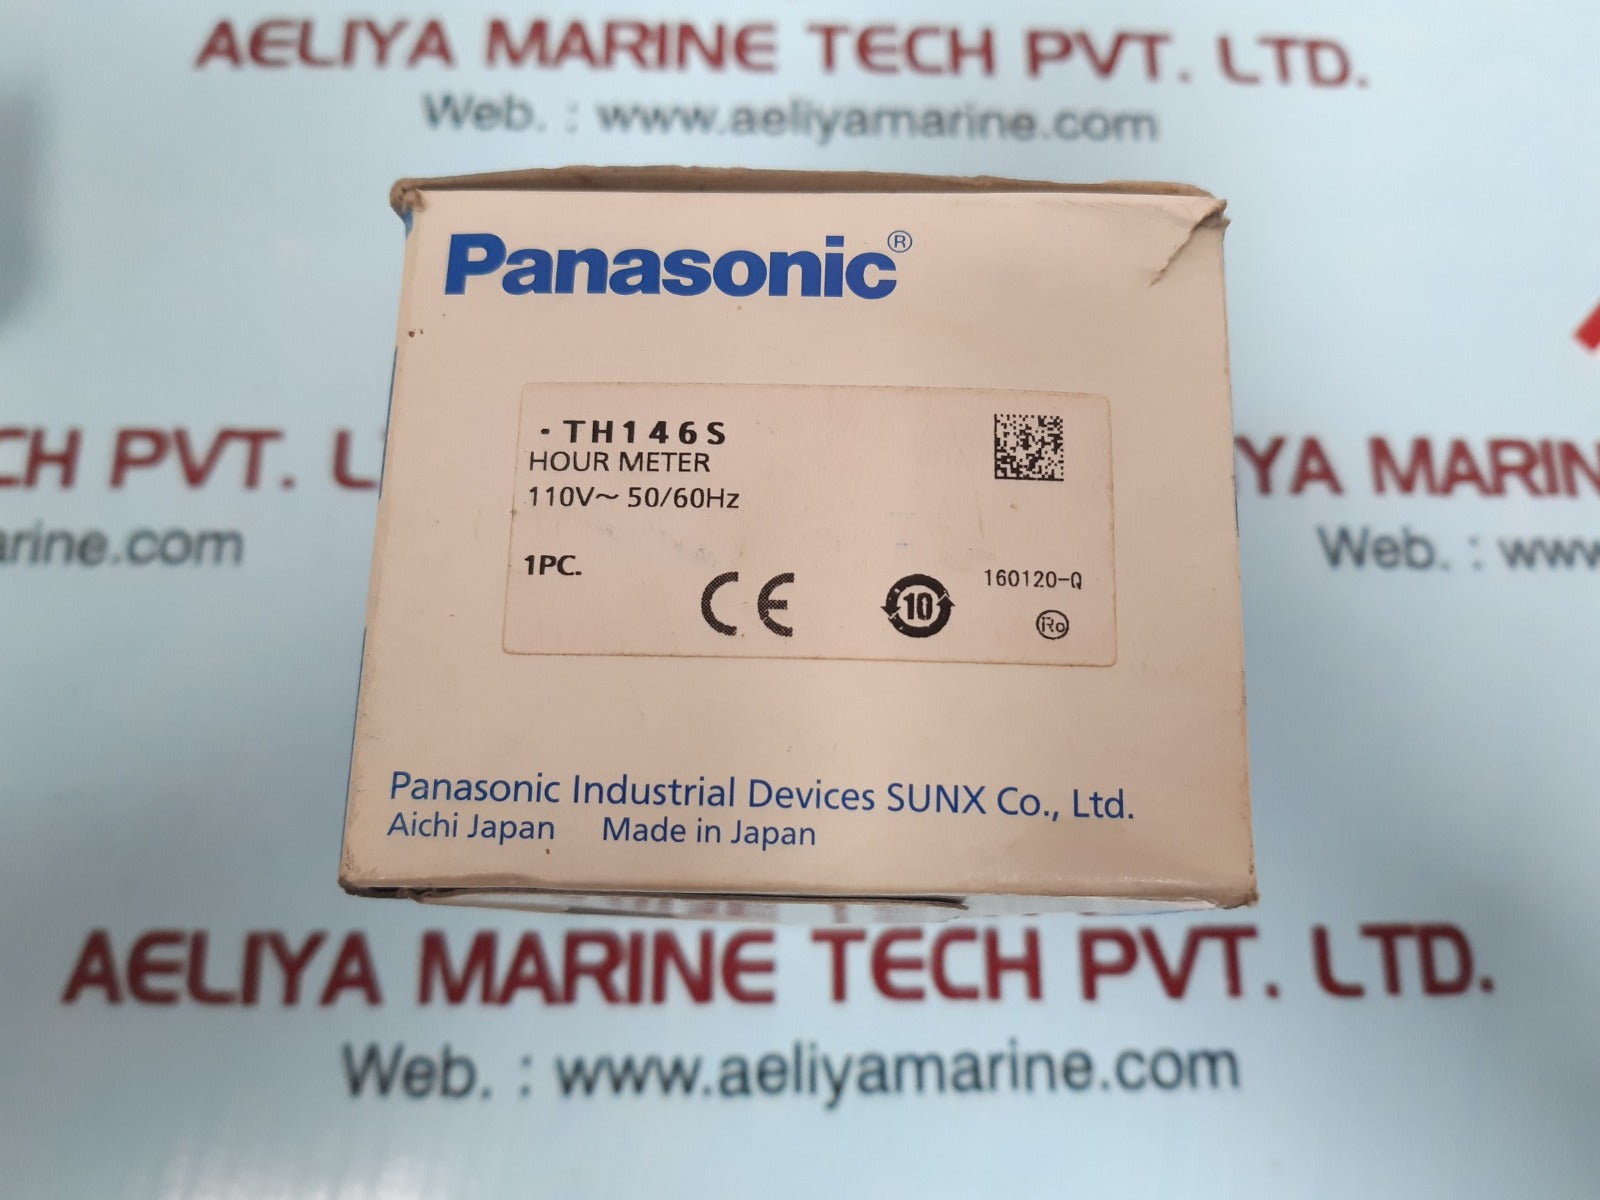 AELIYA MARINE TECH PVT. LTD.
Web. : www.aeliyamarine.com
Panasonic®
· TH146S
HOUR METER
110V~ 50/60Hz
1PC.
CE
10
160120-Q
Ro
Panasonic Industrial Devices SUNX Co., Ltd.
Aichi Japan Made in Japan
CH PVT. L
arine.com
YA MARIN
Web. : www
AELIYA MARINE TECH PVT. LTD.
Web. : www.aeliyamarine.com